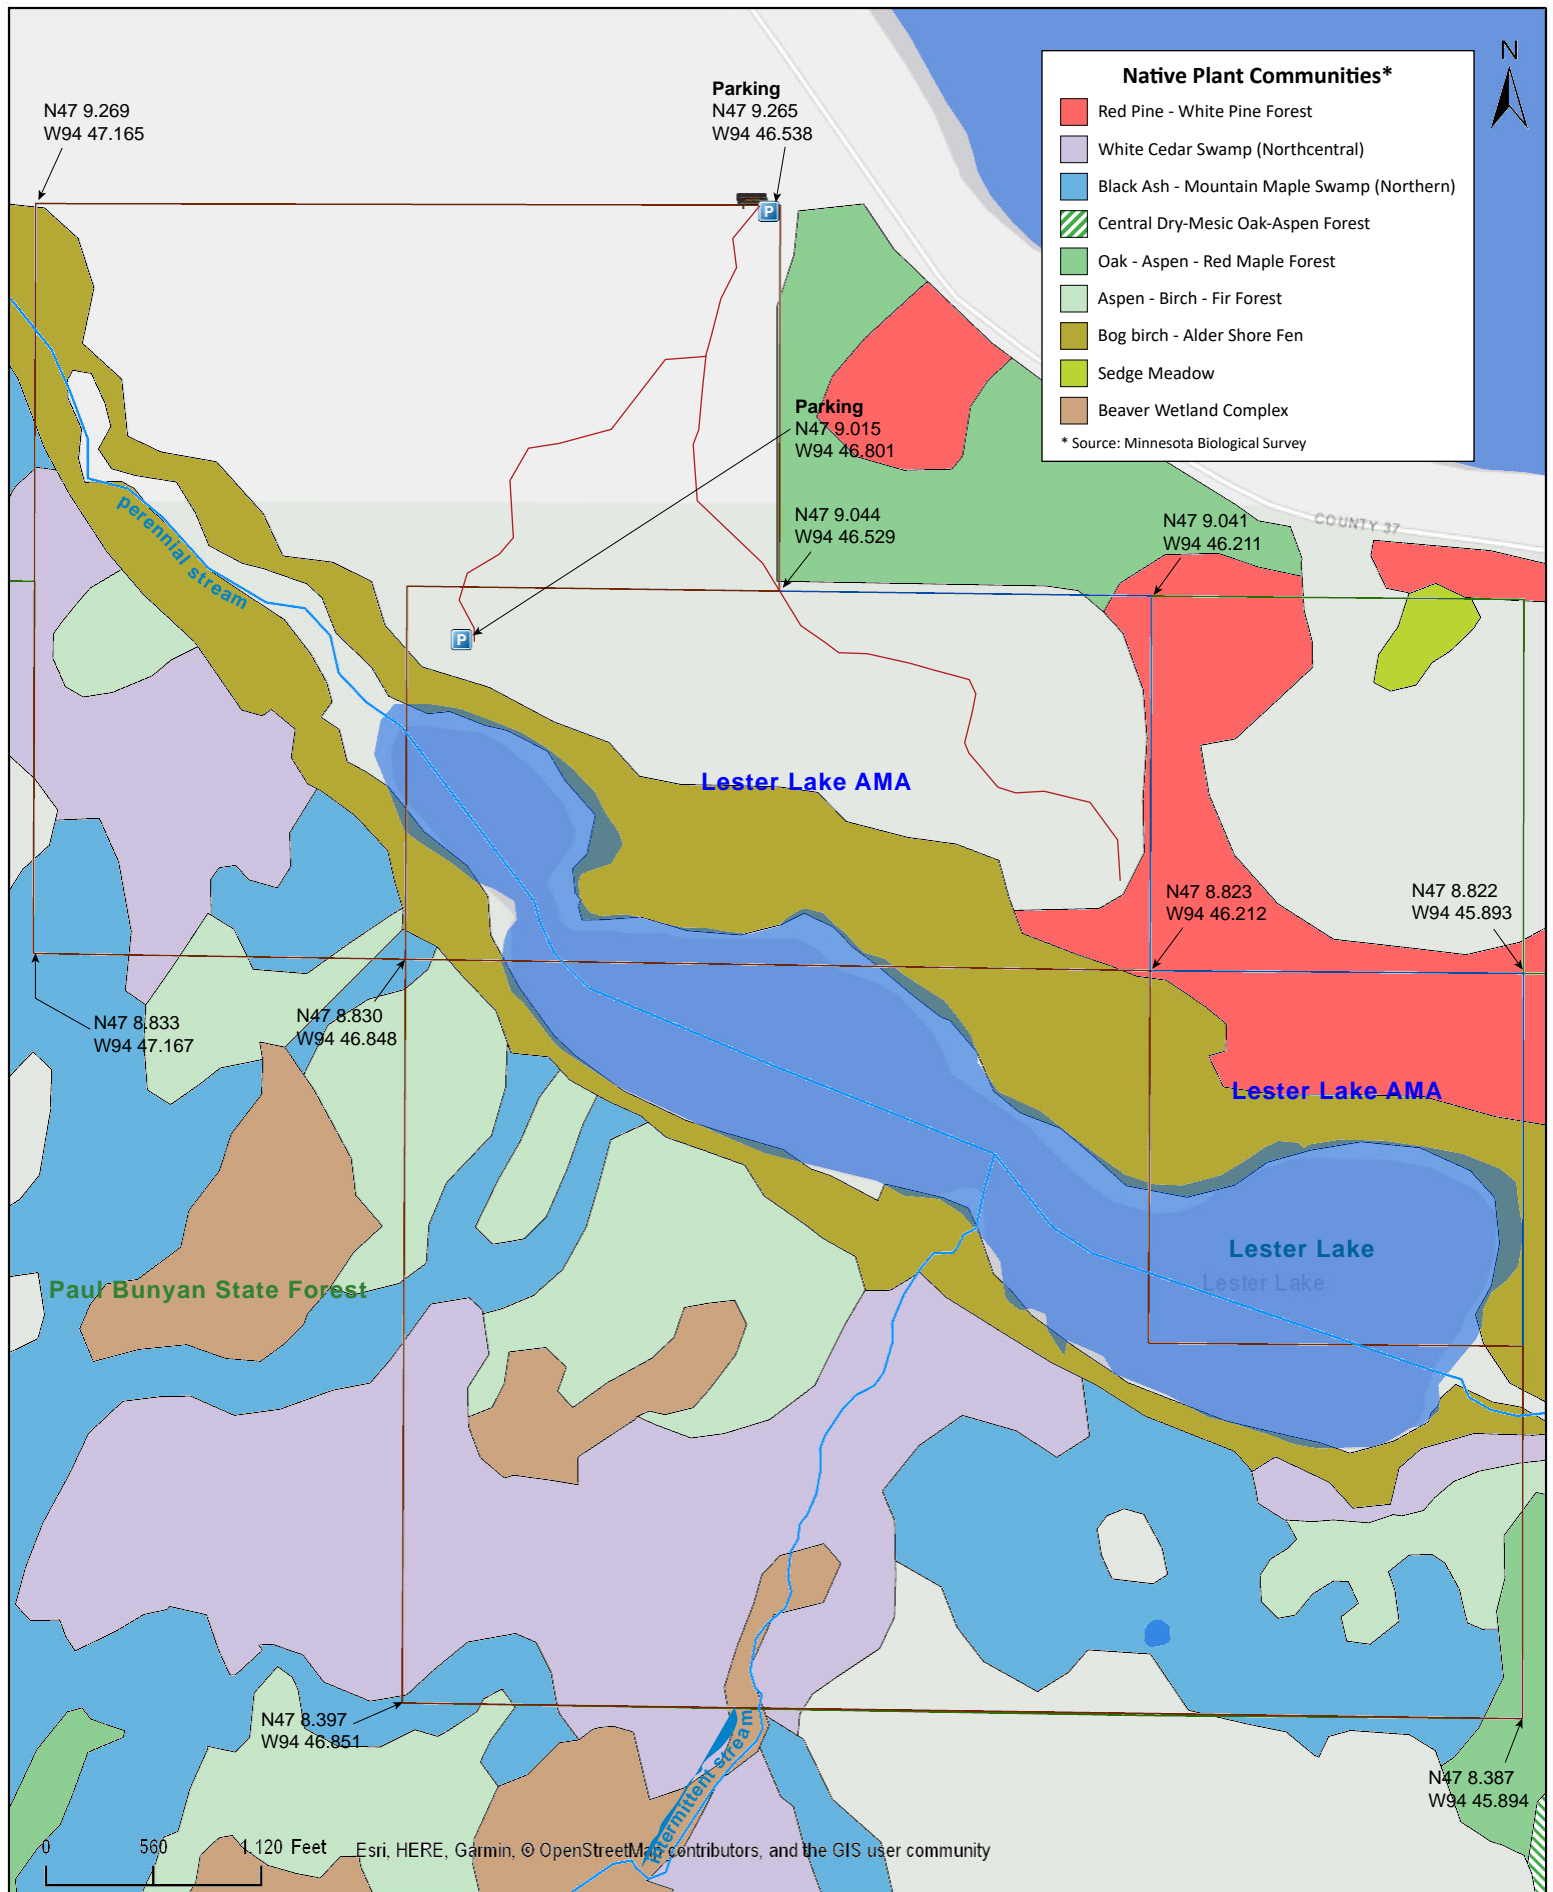 N47 9.269
W94 47.165
Parking
N47 9.265
W94 46.538
N
Native Plant Communities*
Red Pine - White Pine Forest
White Cedar Swamp (Northcentral)
Black Ash - Mountain Maple Swamp (Northern)
Central Dry-Mesic Oak-Aspen Forest
Oak - Aspen - Red Maple Forest
Aspen - Birch - Fir Forest
Bog birch - Alder Shore Fen
Sedge Meadow
Beaver Wetland Complex
* Source: Minnesota Biological Survey
P
Parking
N47 9.015
W94 46.801
perennial stream
N47 9.044
W94 46.529
N47 9.041
W94 46.211
COUNTY 37
P
Lester Lake AMA
N47 8.823
W94 46.212
N47 8.822
W94 45.893
N47 8.833
W94 47.167
N47 8.830
W94 46.848
Lester Lake AMA
Lester Lake
Lester Lake
Paul Bunyan State Forest
N47 8.397
W94 46.851
Intermittent stream
N47 8.387
W94 45.894
0 560 1,120 Feet
Esri, HERE, Garmin, © OpenStreetMap contributors, and the GIS user community